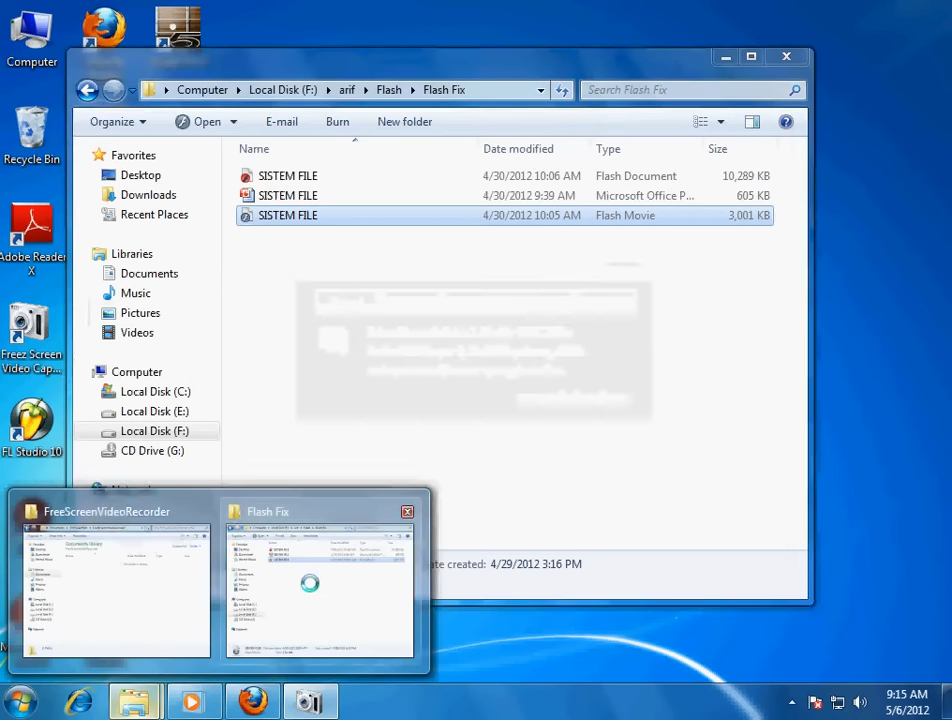 Computer
Recycle Bin
Adobe Reader
X
Freez Screen
Video Cap...
FL Studio 10
Computer ▸ Local Disk (F:) ▸ arif ▸ Flash ▸ Flash Fix
Search Flash Fix
Organize Open E-mail Burn New folder
Name Date modified Type Size
SISTEM FILE 4/30/2012 10:06 AM Flash Document 10,289 KB
SISTEM FILE 4/30/2012 9:39 AM Microsoft Office P... 605 KB
SISTEM FILE 4/30/2012 10:05 AM Flash Movie 3,001 KB
Favorites
Desktop
Downloads
Recent Places
Libraries
Documents
Music
Pictures
Videos
Computer
Local Disk (C:)
Local Disk (E:)
Local Disk (F:)
CD Drive (G:)
ate created: 4/29/2012 3:16 PM
FreeScreenVideoRecorder
Flash Fix
9:15 AM
5/6/2012